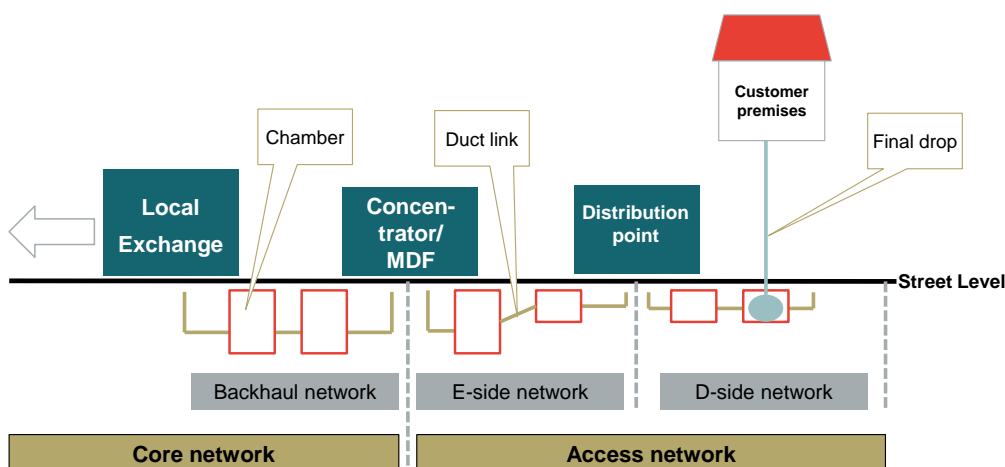 Customer
premises
Chamber
Duct link
Final drop
Local
Exchange
Concen-
trator/
MDF
Distribution
point
Street Level
Backhaul network
E-side network
D-side network
Core network
Access network